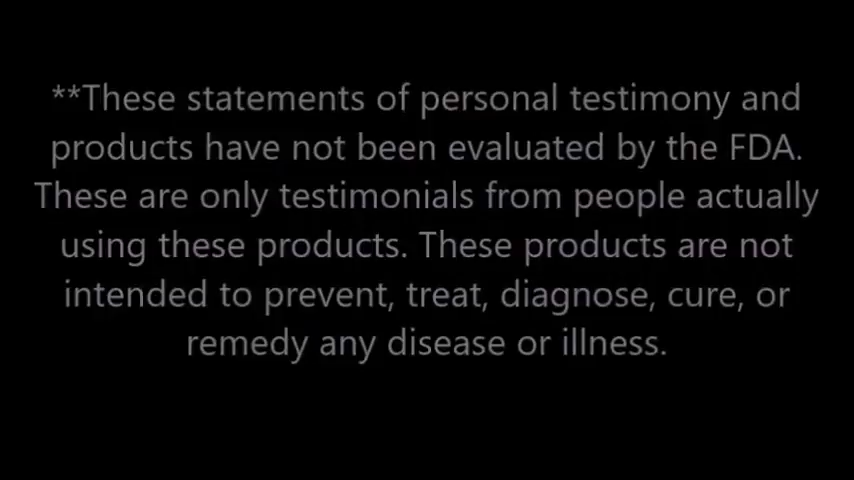 **These statements of personal testimony and
products have not been evaluated by the FDA.
These are only testimonials from people actually
using these products. These products are not
intended to prevent, treat, diagnose, cure, or
remedy any disease or illness.